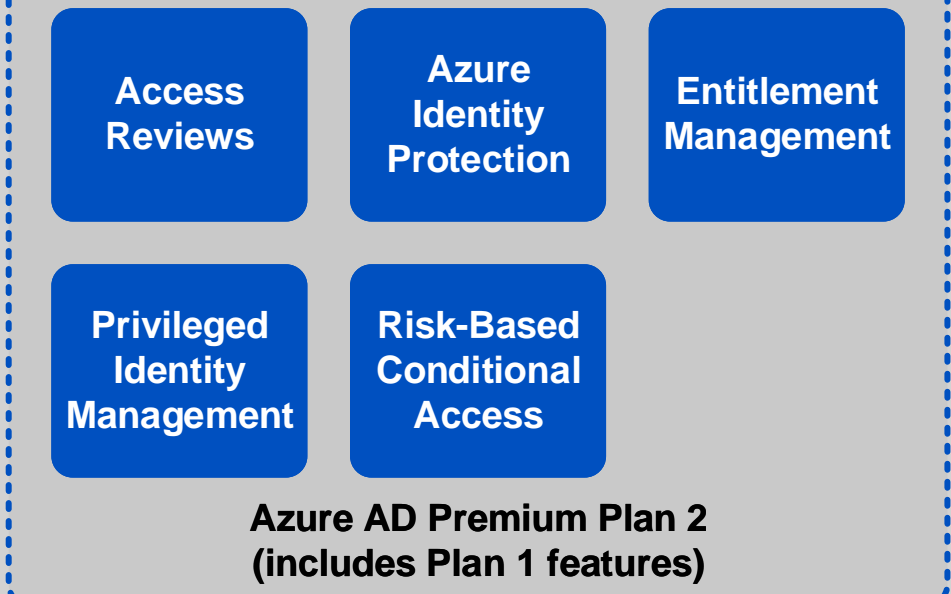 Access
Reviews
Azure
Identity
Protection
Entitlement
Management
Privileged
Identity
Management
Risk-Based
Conditional
Access
Azure AD Premium Plan 2
(includes Plan 1 features)